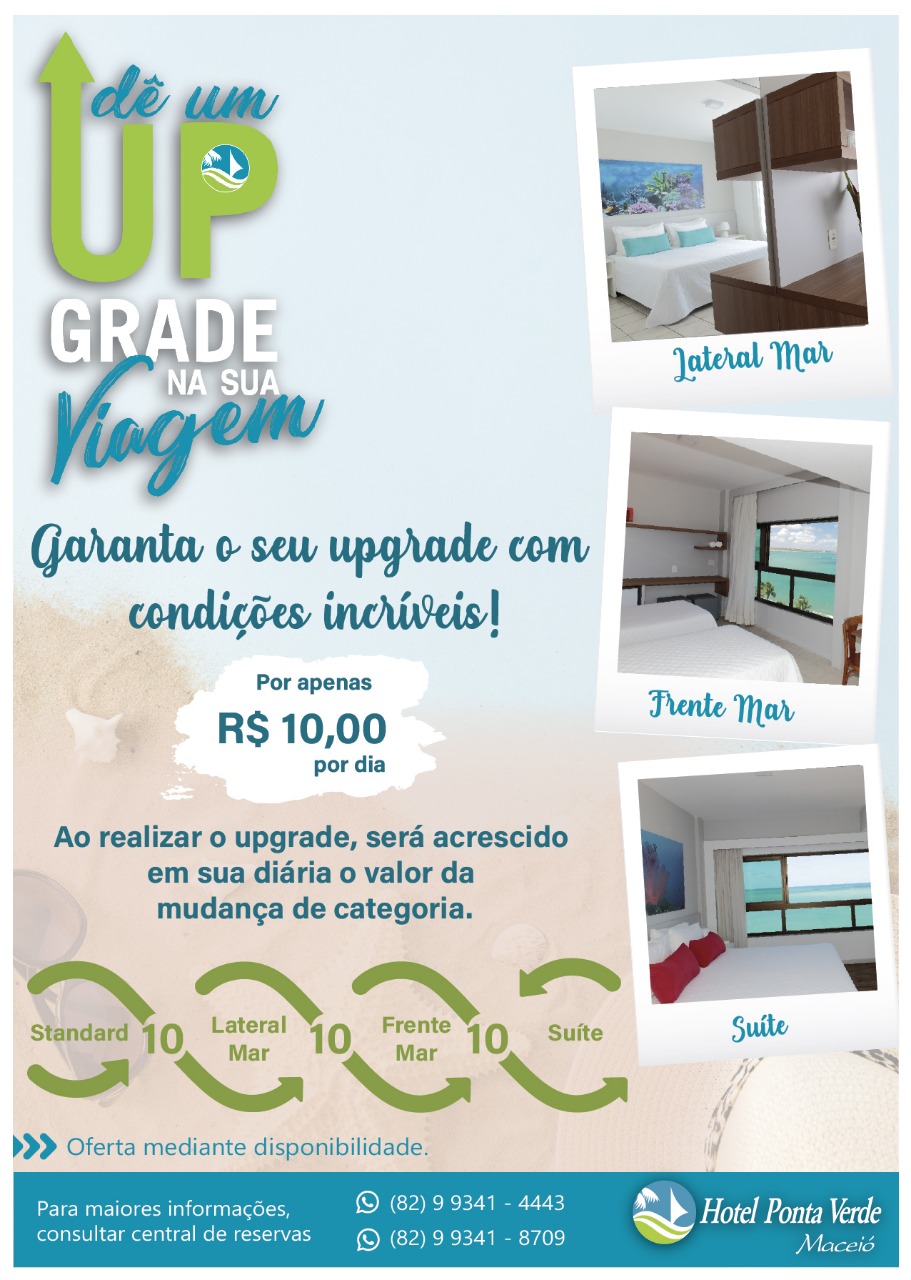 dê um
UP
GRADE
NA SUA
Viagem
Garanta o seu upgrade com
condições incríveis!
Por apenas
R$ 10,00
por dia
Ao realizar o upgrade, será acrescido
em sua diária o valor da
mudança de categoria.
Standard 10 Lateral Mar 10 Frente Mar 10 Suíte
Lateral Mar
Frente Mar
Suíte
Oferta mediante disponibilidade.
Para maiores informações,
consultar central de reservas
(82) 9 9341 - 4443
(82) 9 9341 - 8709
Hotel Ponta Verde
Maceió